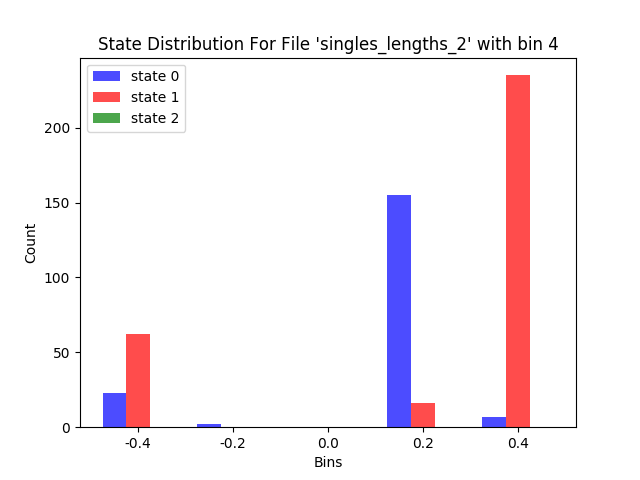 State Distribution For File 'singles_lengths_2' with bin 4
state 0
state 1
state 2
200
150
100
50
0
Count
-0.4 -0.2 0.0 0.2 0.4
Bins